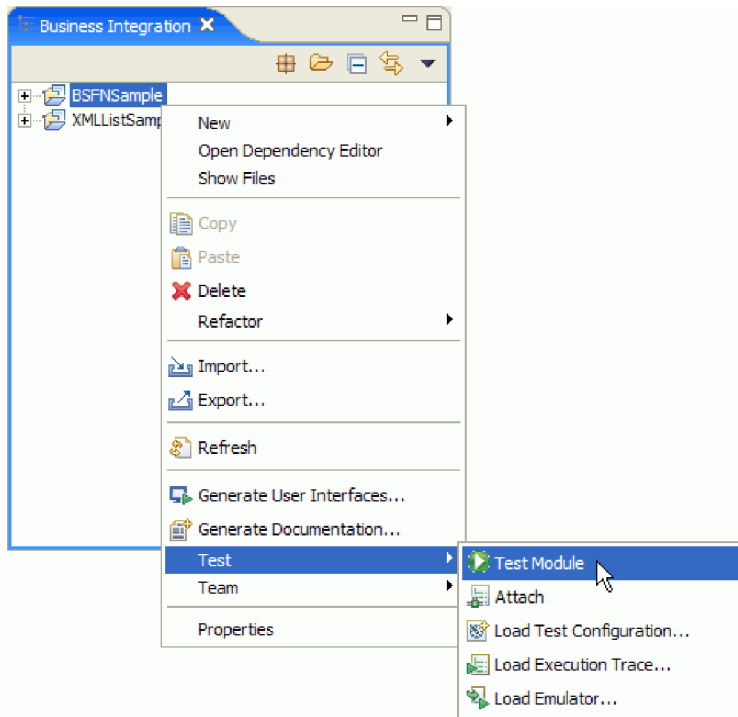 Business Integration
BSFNSample
XMLListSamp
New
Open Dependency Editor
Show Files
Copy
Paste
Delete
Refactor
Import...
Export...
Refresh
Generate User Interfaces...
Generate Documentation...
Test
Test Module
Team
Attach
Properties
Load Test Configuration...
Load Execution Trace...
Load Emulator...